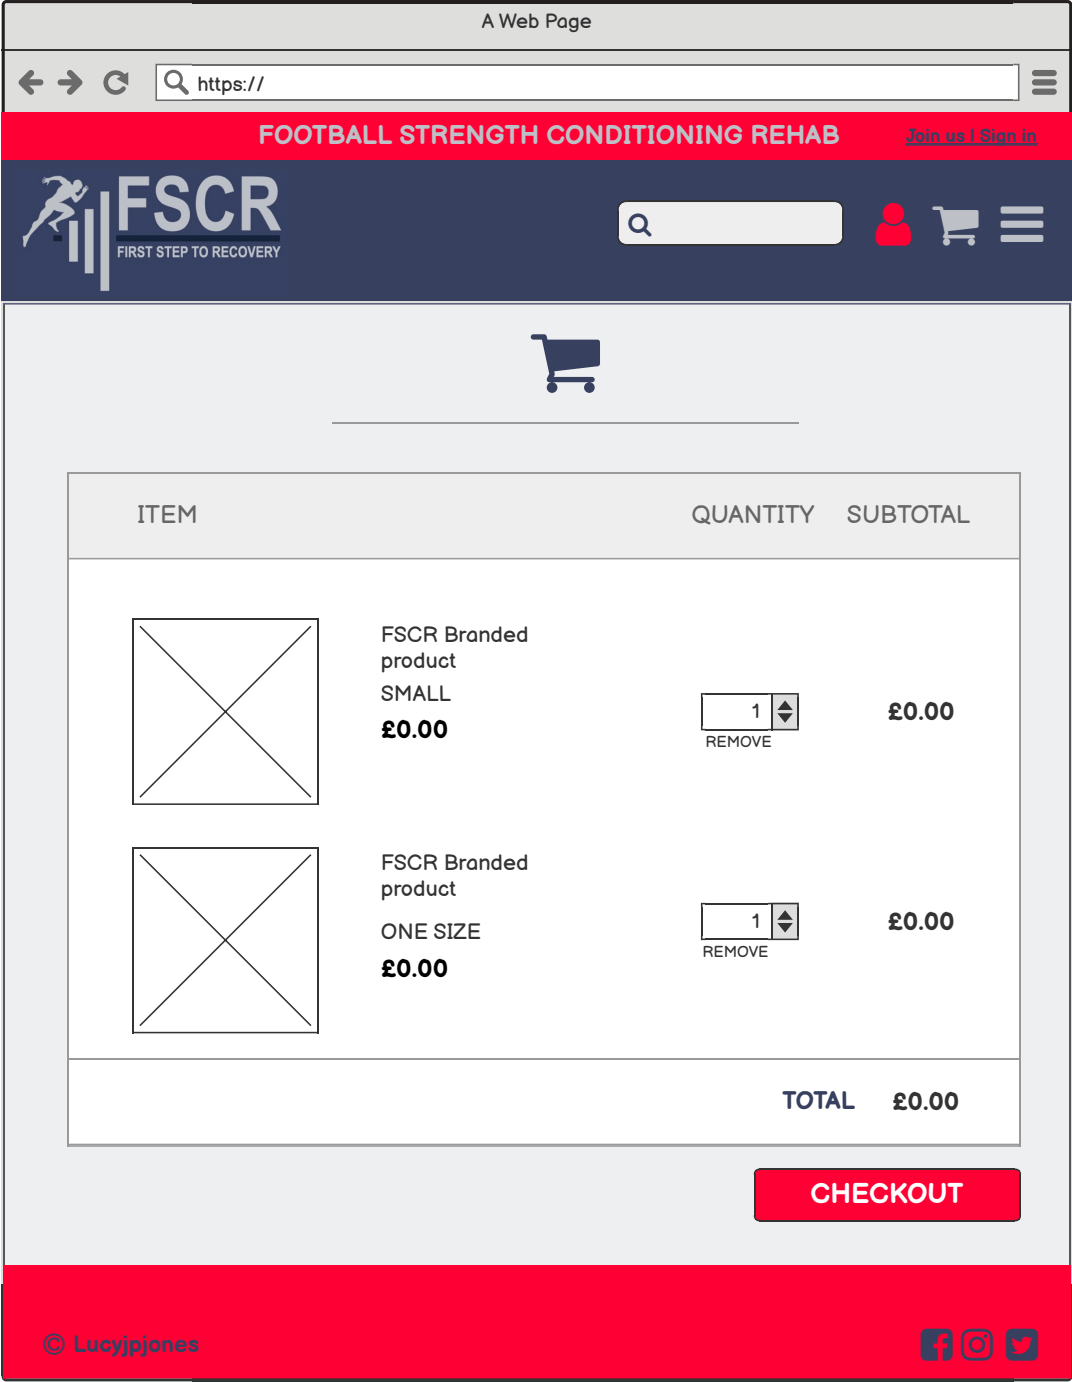 A Web Page
https://
FOOTBALL STRENGTH CONDITIONING REHAB
Join us | Sign in
FSCR
FIRST STEP TO RECOVERY
ITEM QUANTITY SUBTOTAL
FSCR Branded
product
SMALL
£0.00
1
REMOVE
£0.00
FSCR Branded
product
ONE SIZE
£0.00
1
REMOVE
£0.00
TOTAL £0.00
CHECKOUT
© Lucyjpjones